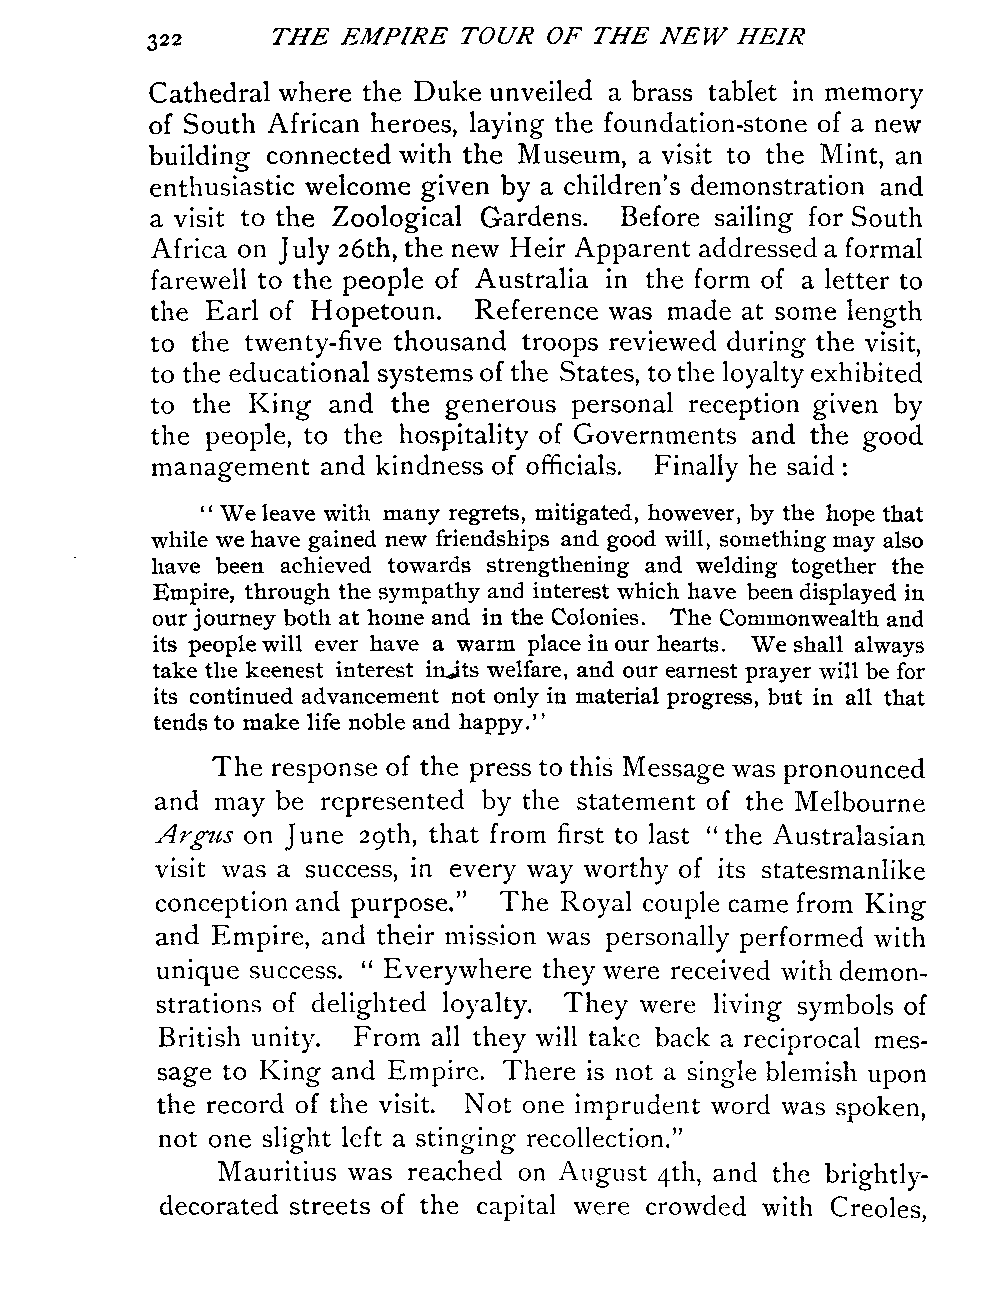 322 THE EMPIRE TOUR OF THE NEW HEIR
Cathedral where the Duke unveiled a brass tablet in memory
of South African heroes, laying the foundation-stone of a new
building connected with the Museum, a visit to the Mint, an
enthusiastic welcome given by a children's demonstration and
a visit to the Zoological Gardens. Before sailing for South
Africa on July 26th, the new Heir Apparent addressed a formal
farewell to the people of Australia in the form of a letter to
the Earl of Hopetoun. Reference was made at some length
to the twenty-five thousand troops reviewed during the visit,
to the educational systems of the States, to the loyalty exhibited
to the King and the generous personal reception given by
the people, to the hospitality of Governments and the good
management and kindness of officials. Finally he said :
“ We leave with many regrets, mitigated, however, by the hope that
while we have gained new friendships and good will, something may also
have been achieved towards strengthening and welding together the
Empire, through the sympathy and interest which have been displayed in
our journey both at home and in the Colonies. The Commonwealth and
its people will ever have a warm place in our hearts. We shall always
take the keenest interest in its welfare, and our earnest prayer will be for
its continued advancement not only in material progress, but in all that
tends to make life noble and happy.”
The response of the press to this Message was pronounced
and may be represented by the statement of the Melbourne
Argus on June 29th, that from first to last “ the Australasian
visit was a success, in every way worthy of its statesmanlike
conception and purpose.” The Royal couple came from King
and Empire, and their mission was personally performed with
unique success. “ Everywhere they were received with demon-
strations of delighted loyalty. They were living symbols of
British unity. From all they will take back a reciprocal mes-
sage to King and Empire. There is not a single blemish upon
the record of the visit. Not one imprudent word was spoken,
not one slight left a stinging recollection.”
Mauritius was reached on August 4th, and the brightly-
decorated streets of the capital were crowded with Creoles,